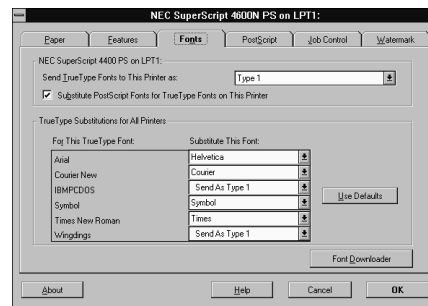 NEC SuperScript 4600N PS on LPT1:
Paper Features Fonts PostScript Job Control Watermark
NEC SuperScript 4400 PS on LPT1:
Send TrueType Fonts to This Printer as: Type 1
Substitute PostScript Fonts for TrueType Fonts on This Printer
TrueType Substitutions for All Printers
For This TrueType Font: Substitute This Font:
Arial Helvetica
Courier New Courier
IBMPCDOS Send As Type 1
Symbol Symbol
Times New Roman Times
Wingdings Send As Type 1
Use Defaults
Font Downloader
About Help Cancel OK